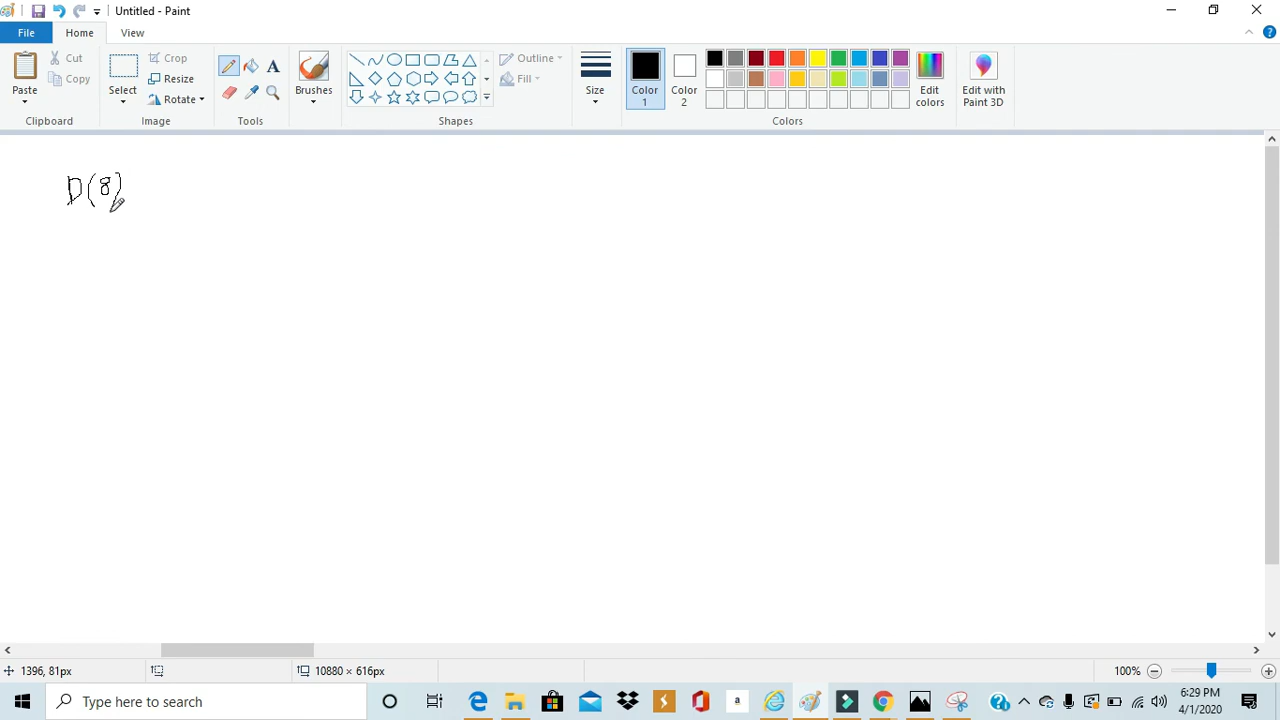 Untitled - Paint
File Home View
Paste
Cut
Copy
Clipboard
Select
Crop
Resize
Rotate
Image
A
Tools
Brushes
Outline
Fill
Shapes
Size
Color 1
Color 2
Edit colors
Colors
Edit with Paint 3D
D(8)
1396, 81px
10880 × 616px
100%
Type here to search
a
6:29 PM
4/1/2020